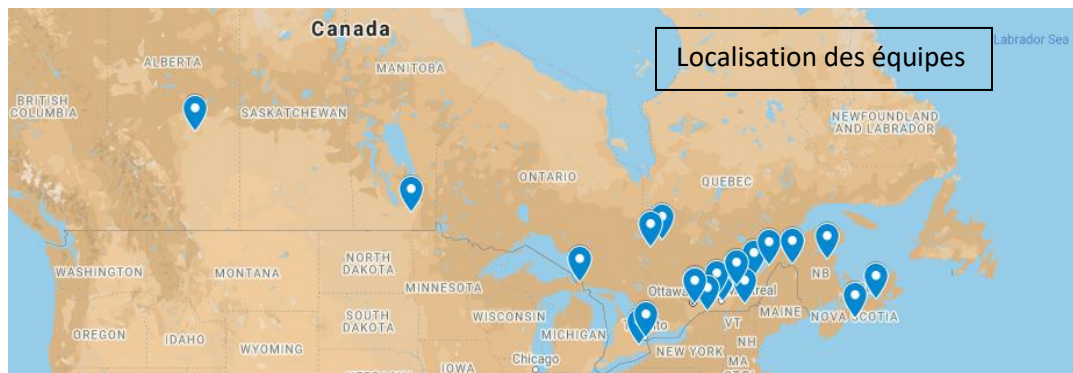 Canada
Localisation des équipes
Labrador Sea
ALBERTA
MANITOBA
BRITISH
COLUMBIA
SASKATCHEWAN
NEWFOUNDLAND
AND LABRADOR
ONTARIO
QUEBEC
WASHINGTON
MONTANA
NORTH
DAKOTA
MINNESOTA
Ottawa
NB
MAINE
NOVA SCOTIA
OREGON
IDAHO
SOUTH
DAKOTA
WISCONSIN
MICHIGAN
VT
NH
WYOMING
NEW YORK
MA
IOWA
Chicago